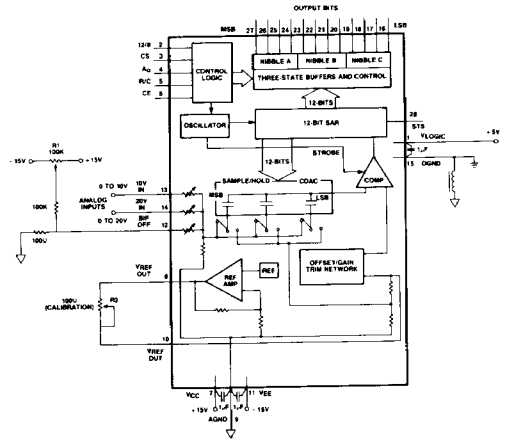 OUTPUT BITS
MSB
LSB
27 26 25 24 23 22 21 20 19 18 17 16
NIBBLE A NIBBLE B NIBBLE C
THREE-STATE BUFFERS AND CONTROL
12/8 2
CS 3
A0 4
R/C 5
CE 6
CONTROL
LOGIC
12-BITS
OSCILLATOR
12-BIT SAR
28
STS
1 VLOGIC
+5V
1µF
15 DGND
STROBE
12-BITS
COMP
R1
100K
-15V
+15V
SAMPLE/HOLD CDAC
MSB
LSB
0 TO 10V
10V
IN
13
ANALOG
INPUTS
20V
IN
14
0 TO 20V
BIP
OFF
12
100K
100Ω
OFFSET/GAIN
TRIM NETWORK
VREF
OUT
8
REF
AMP
REF
100Ω
(CALIBRATION)
R2
10
VREF
OUT
VCC 7
11 VEE
+15V
1µF 1µF
-15V
AGND 9